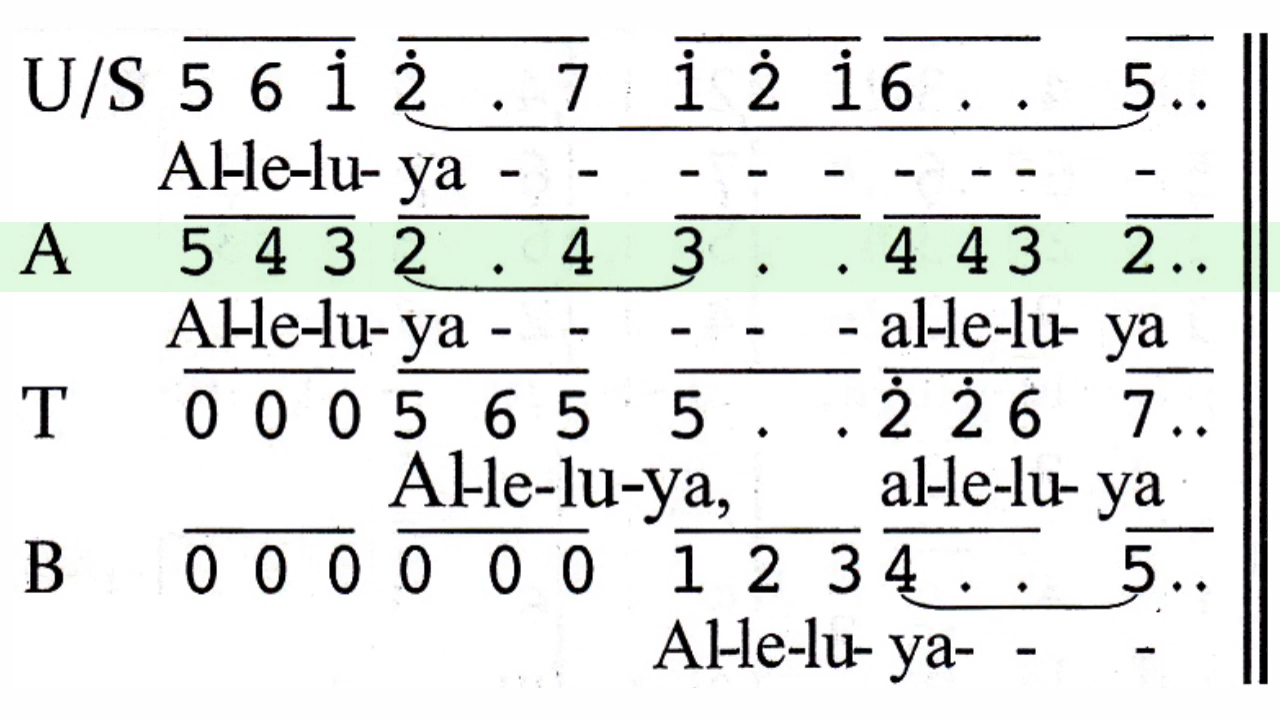 U/S 5 6 i̇ 2̇ . 7 i̇ 2̇ i̇ 6 . . 5 . .
Al-le-lu- ya - - - - - - - - -
A 5 4 3 2 . 4 3 . . 4 4 3 2 . .
Al-le-lu- ya - - - - - al-le-lu- ya
T 0 0 0 5 6 5 5 . . 2̇ 2̇ 6 7 . .
Al-le-lu-ya, al-le-lu- ya
B 0 0 0 0 0 0 1 2 3 4 . . 5 . .
Al-le-lu- ya- - -